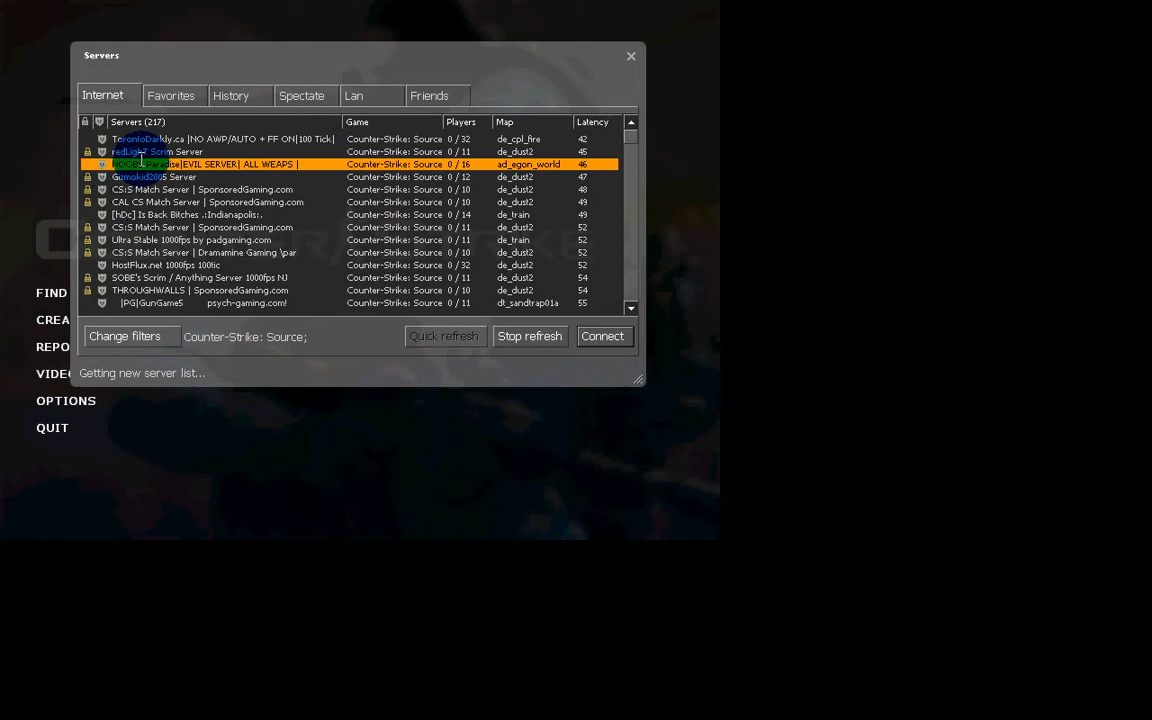 Servers
Internet Favorites History Spectate Lan Friends
Servers (217) Game Players Map Latency
TorontoDarkly.ca |NO AWP/AUTO + FF ON|100 Tick| Counter-Strike: Source 0 / 32 de_cpl_fire 42
redLighT Scrim Server Counter-Strike: Source 0 / 11 de_dust2 45
NOOB'S Paradise|EVIL SERVER| ALL WEAPS | Counter-Strike: Source 0 / 16 ad_egon_world 46
Gizmokid2005 Server Counter-Strike: Source 0 / 12 de_dust2 47
CS:S Match Server | SponsoredGaming.com Counter-Strike: Source 0 / 10 de_dust2 48
CAL CS Match Server | SponsoredGaming.com Counter-Strike: Source 0 / 10 de_dust2 49
[hDc] Is Back Bitches .:Indianapolis:. Counter-Strike: Source 0 / 14 de_train 49
CS:S Match Server | SponsoredGaming.com Counter-Strike: Source 0 / 11 de_dust2 52
Ultra Stable 1000fps by padgaming.com Counter-Strike: Source 0 / 11 de_train 52
CS:S Match Server | Dramamine Gaming \par Counter-Strike: Source 0 / 10 de_dust2 52
HostFlux.net 1000fps 100tic Counter-Strike: Source 0 / 32 de_dust2 52
SOBE's Scrim / Anything Server 1000fps NJ Counter-Strike: Source 0 / 11 de_dust2 54
THROUGHWALLS | SponsoredGaming.com Counter-Strike: Source 0 / 10 de_dust2 54
|PG|GunGame5 psych-gaming.com! Counter-Strike: Source 0 / 11 dt_sandtrap01a 55
Change filters Counter-Strike: Source; Quick refresh Stop refresh Connect
Getting new server list...
FIND
CREA
REPO
VIDE
OPTIONS
QUIT